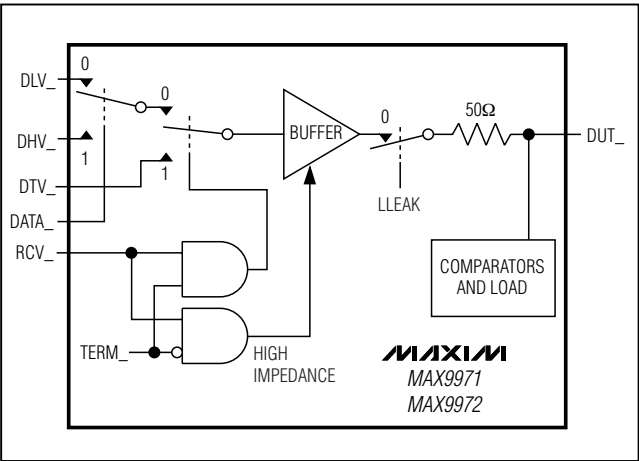 DLV_
0
0
DHV_
1
DTV_
1
DATA_
RCV_
TERM_
BUFFER
0
LLEAK
50Ω
DUT_
COMPARATORS
AND LOAD
HIGH
IMPEDANCE
MAXIM
MAX9971
MAX9972